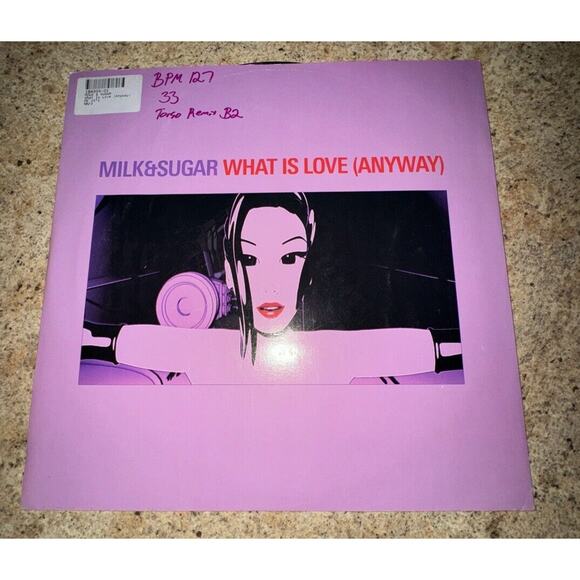 BPM 127
33
Torso Remix B2
MILK&SUGAR WHAT IS LOVE (ANYWAY)